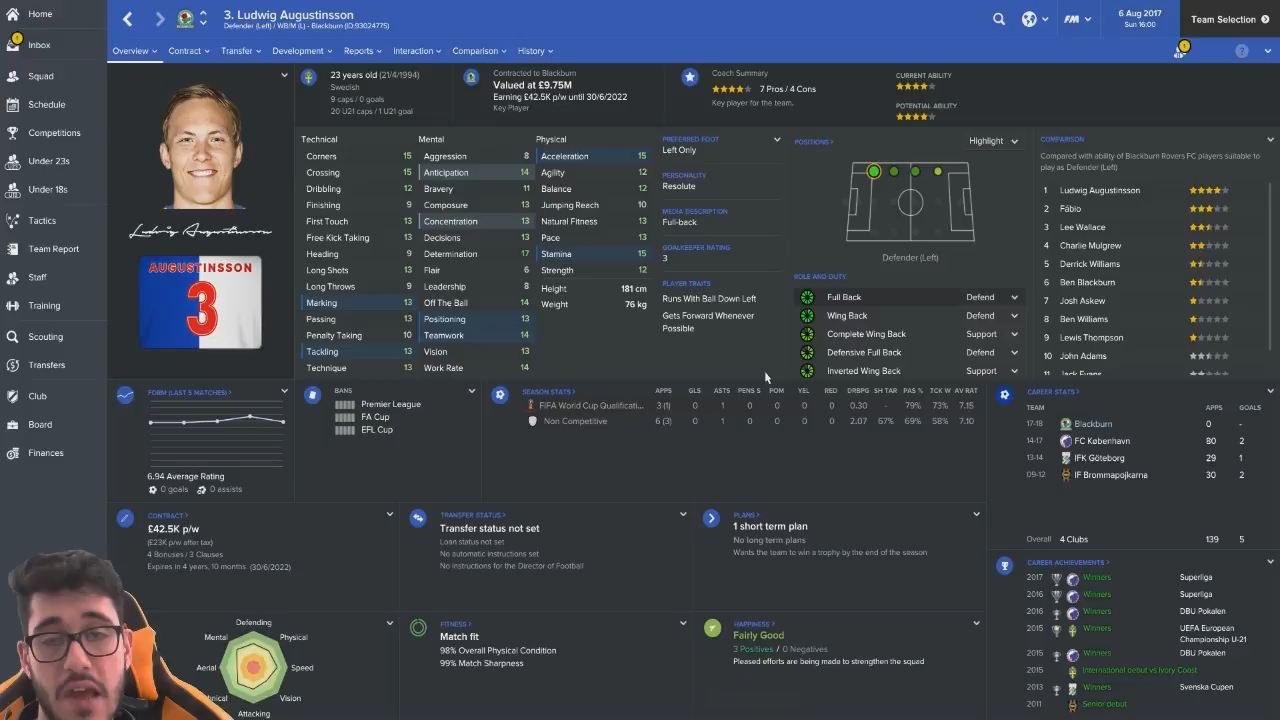 Home
Inbox
Squad
Schedule
Competitions
Under 23s
Under 18s
Tactics
Team Report
Staff
Training
Scouting
Transfers
Club
Board
Finances
3. Ludwig Augustinsson
Defender (Left) / WB/M (L) - Blackburn (ID:93024775)
FM
6 Aug 2017
Sun 16:00
Team Selection
Overview
Contract
Transfer
Development
Reports
Interaction
Comparison
History
23 years old (21/4/1994)
Swedish
9 caps / 0 goals
20 U21 caps / 1 U21 goal
Contracted to Blackburn
Valued at £9.75M
Earning £42.5K p/w until 30/6/2022
Key Player
Coach Summary
7 Pros / 4 Cons
Key player for the team.
CURRENT ABILITY
POTENTIAL ABILITY
AUGUSTINSSON
3
Technical
Corners 15
Crossing 15
Dribbling 12
Finishing 9
First Touch 13
Free Kick Taking 13
Heading 9
Long Shots 13
Long Throws 9
Marking 13
Passing 13
Penalty Taking 10
Tackling 13
Technique 13
Mental
Aggression 8
Anticipation 14
Bravery 11
Composure 13
Concentration 13
Decisions 13
Determination 17
Flair 6
Leadership 8
Off The Ball 14
Positioning 13
Teamwork 14
Vision 13
Work Rate 14
Physical
Acceleration 15
Agility 12
Balance 12
Jumping Reach 10
Natural Fitness 13
Pace 13
Stamina 15
Strength 12
Height 181 cm
Weight 76 kg
PREFERRED FOOT
Left Only
PERSONALITY
Resolute
MEDIA DESCRIPTION
Full-back
GOALKEEPER RATING
3
PLAYER TRAITS
Runs With Ball Down Left
Gets Forward Whenever
Possible
POSITIONS
Highlight
Defender (Left)
ROLE AND DUTY
Full Back Defend
Wing Back Defend
Complete Wing Back Support
Defensive Full Back Defend
Inverted Wing Back Support
COMPARISON
Compared with ability of Blackburn Rovers FC players suitable
to play as Defender (Left)
1 Ludwig Augustinsson
2 Fábio
3 Lee Wallace
4 Charlie Mulgrew
5 Derrick Williams
6 Ben Blackburn
7 Josh Askew
8 Ben Williams
9 Lewis Thompson
10 John Adams
11 Jack Evans
FORM (LAST 5 MATCHES)
6.94 Average Rating
0 goals 0 assists
BANS
Premier League
FA Cup
EFL Cup
SEASON STATS APPS GLS ASTS PENS S POM YEL RED DRBPG SH TAR PAS % TCK W AV RAT
FIFA World Cup Qualificati... 3 (1) 0 1 0 0 0 0 0.30 - 79% 73% 7.15
Non Competitive 6 (3) 0 1 0 0 0 0 2.07 67% 69% 58% 7.10
CAREER STATS
TEAM APPS GOALS
17-18 Blackburn 0 -
14-17 FC København 80 2
13-14 IFK Göteborg 29 1
09-12 IF Brommapojkarna 30 2
Overall 4 Clubs 139 5
CONTRACT
£42.5K p/w
(£23K p/w after tax)
4 Bonuses / 3 Clauses
Expires in 4 years, 10 months (30/6/2022)
TRANSFER STATUS
Transfer status not set
Loan status not set
No automatic instructions set
No instructions for the Director of Football
PLANS
1 short term plan
No long term plans
Wants the team to win a trophy by the end of the season
CAREER ACHIEVEMENTS
2017 Winners Superliga
2016 Winners Superliga
2016 Winners DBU Pokalen
2015 Winners UEFA European
Championship U-21
2015 Winners DBU Pokalen
2015 International debut vs Ivory Coast
2013 Winners Svenska Cupen
2011 Senior debut
Defending
Mental Physical
Aerial Speed
Vision
Attacking
FITNESS
Match fit
98% Overall Physical Condition
99% Match Sharpness
HAPPINESS
Fairly Good
3 Positives / 0 Negatives
Pleased efforts are being made to strengthen the squad